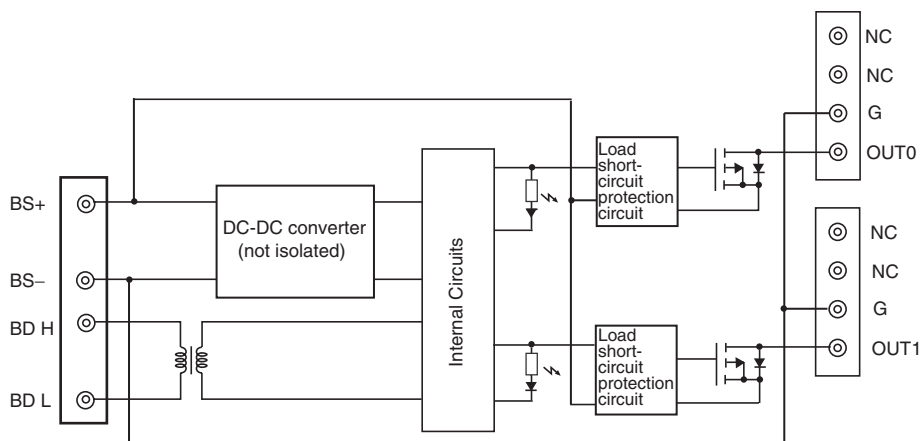 BS+
BS−
BD H
BD L
DC-DC converter
(not isolated)
Internal Circuits
Load
short-
circuit
protection
circuit
NC
NC
G
OUT0
Load
short-
circuit
protection
circuit
NC
NC
G
OUT1